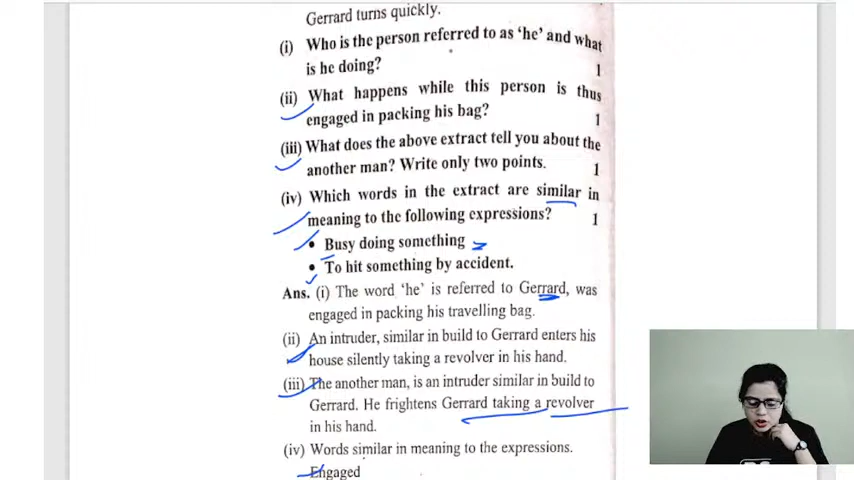 Gerrard turns quickly.
(i) Who is the person referred to as 'he' and what
is he doing? 1
(ii) What happens while this person is thus
engaged in packing his bag? 1
(iii) What does the above extract tell you about the
another man? Write only two points. 1
(iv) Which words in the extract are similar in
meaning to the following expressions? 1
• Busy doing something
• To hit something by accident.
Ans. (i) The word 'he' is referred to Gerrard, was
engaged in packing his travelling bag.
(ii) An intruder, similar in build to Gerrard enters his
house silently taking a revolver in his hand.
(iii) The another man, is an intruder similar in build to
Gerrard. He frightens Gerrard taking a revolver
in his hand.
(iv) Words similar in meaning to the expressions.
Engaged